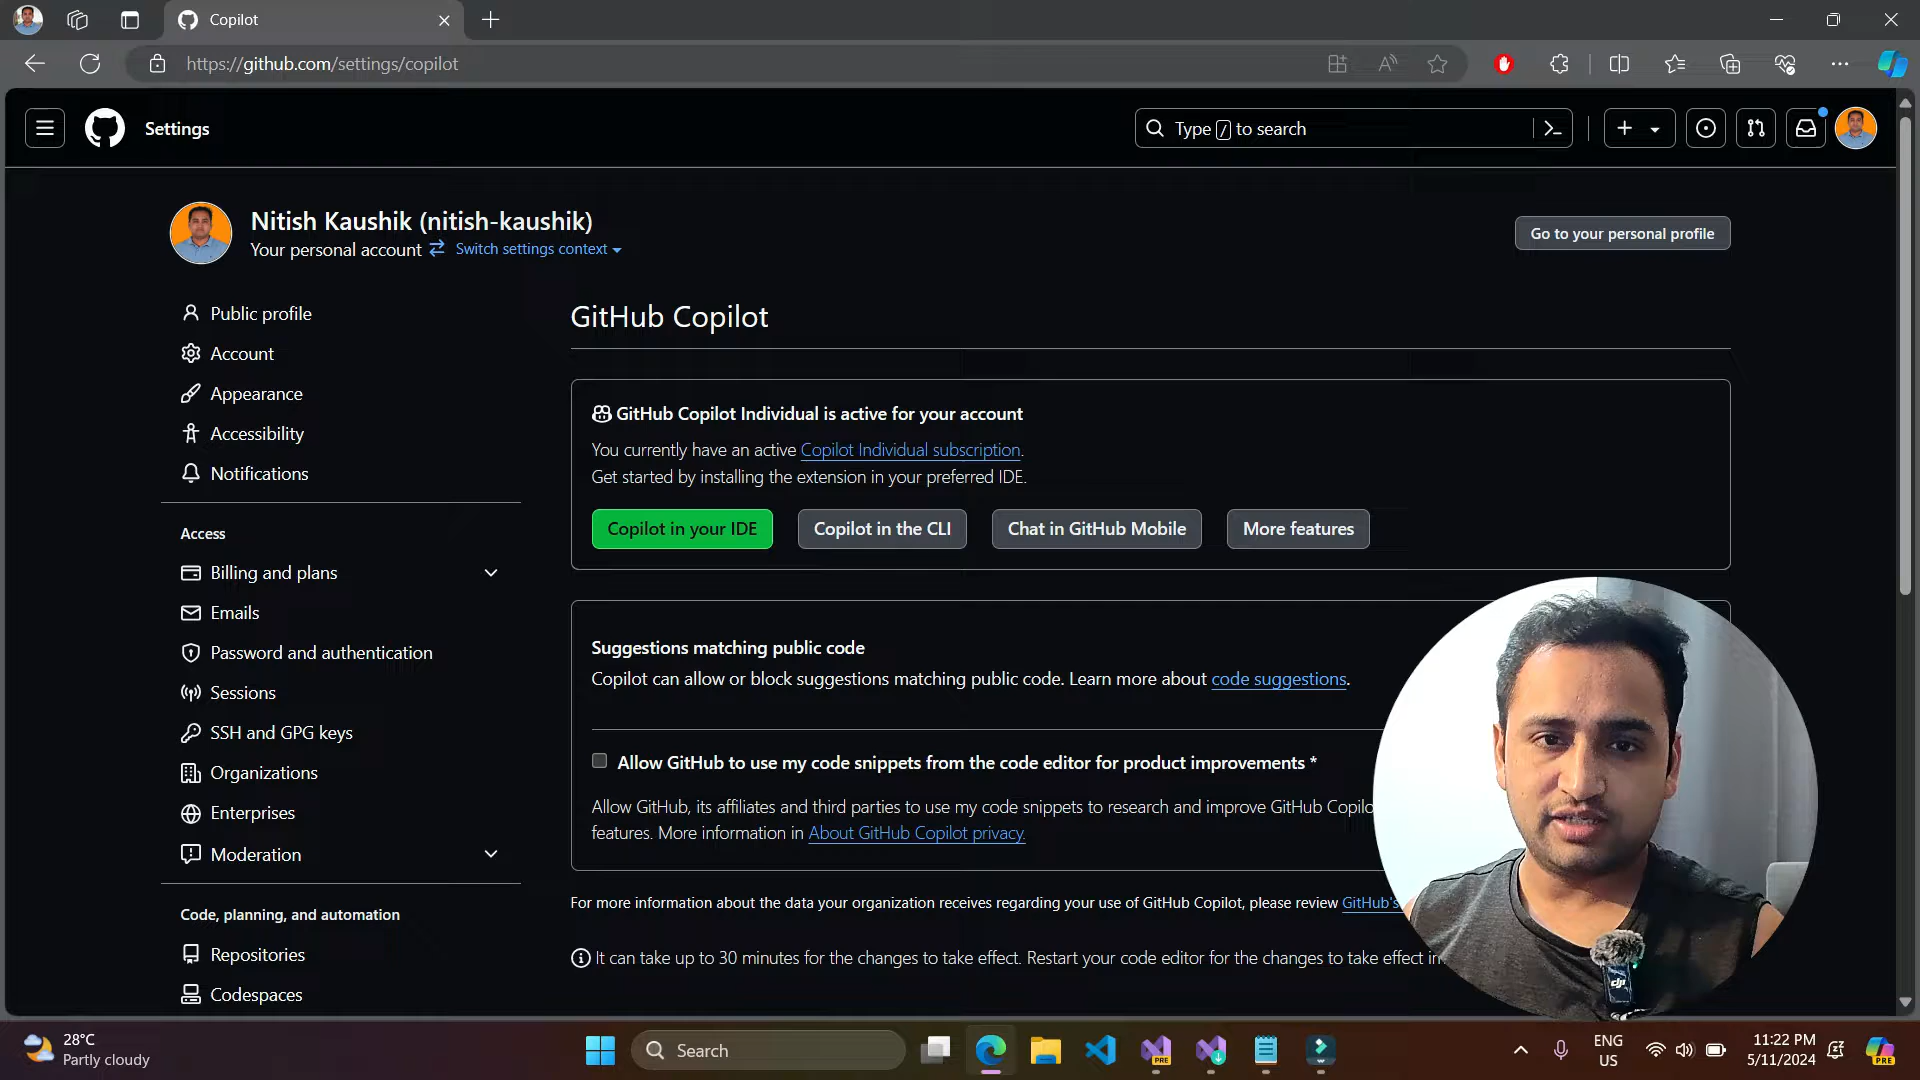 Copilot
https://github.com/settings/copilot
Settings
Type / to search
Nitish Kaushik (nitish-kaushik)
Your personal account Switch settings context
Go to your personal profile
Public profile
Account
Appearance
Accessibility
Notifications
Access
Billing and plans
Emails
Password and authentication
Sessions
SSH and GPG keys
Organizations
Enterprises
Moderation
Code, planning, and automation
Repositories
Codespaces
GitHub Copilot
GitHub Copilot Individual is active for your account
You currently have an active Copilot Individual subscription.
Get started by installing the extension in your preferred IDE.
Copilot in your IDE Copilot in the CLI Chat in GitHub Mobile More features
Suggestions matching public code
Copilot can allow or block suggestions matching public code. Learn more about code suggestions.
Allow GitHub to use my code snippets from the code editor for product improvements *
Allow GitHub, its affiliates and third parties to use my code snippets to research and improve GitHub Copilo
features. More information in About GitHub Copilot privacy.
For more information about the data your organization receives regarding your use of GitHub Copilot, please review GitHub's
It can take up to 30 minutes for the changes to take effect. Restart your code editor for the changes to take effect
dji
28°C
Partly cloudy
Search
PRE
ENG
US
11:22 PM
5/11/2024
PRE